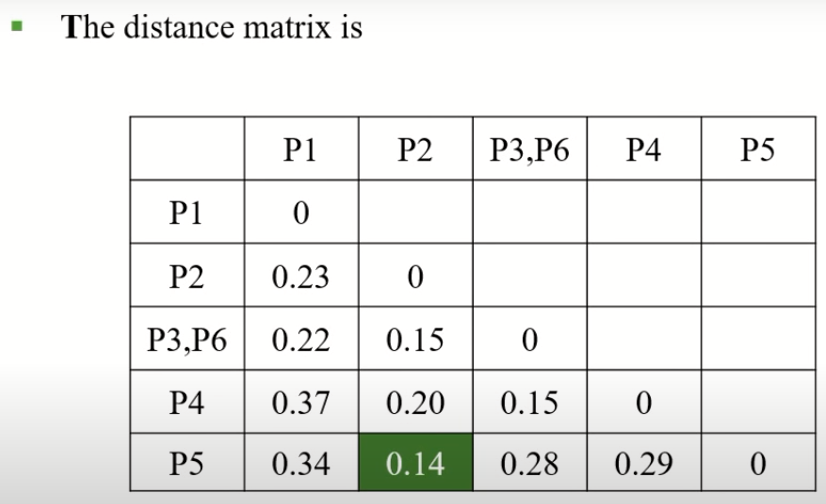 The distance matrix is
P1 P2 P3,P6 P4 P5
P1 0
P2 0.23 0
P3,P6 0.22 0.15 0
P4 0.37 0.20 0.15 0
P5 0.34 0.14 0.28 0.29 0